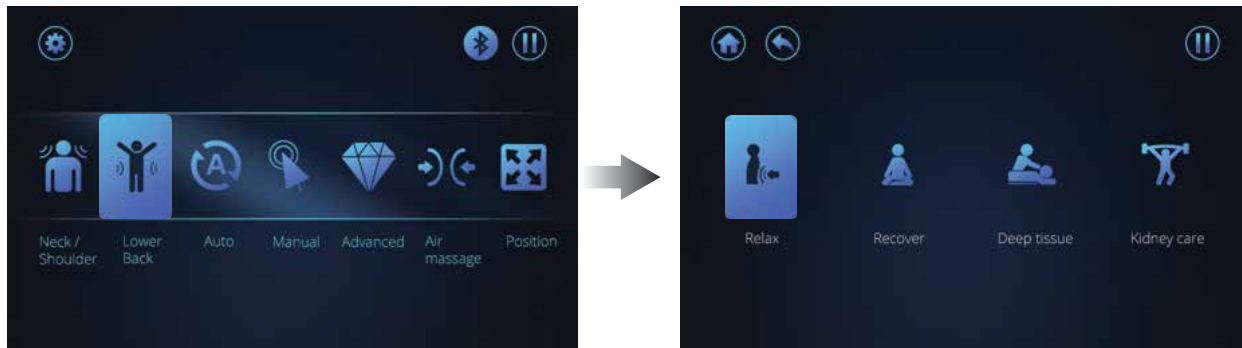 Neck /
Shoulder
Lower
Back
Auto
Manual
Advanced
Air
massage
Position
A
Relax
Recover
Deep tissue
Kidney care